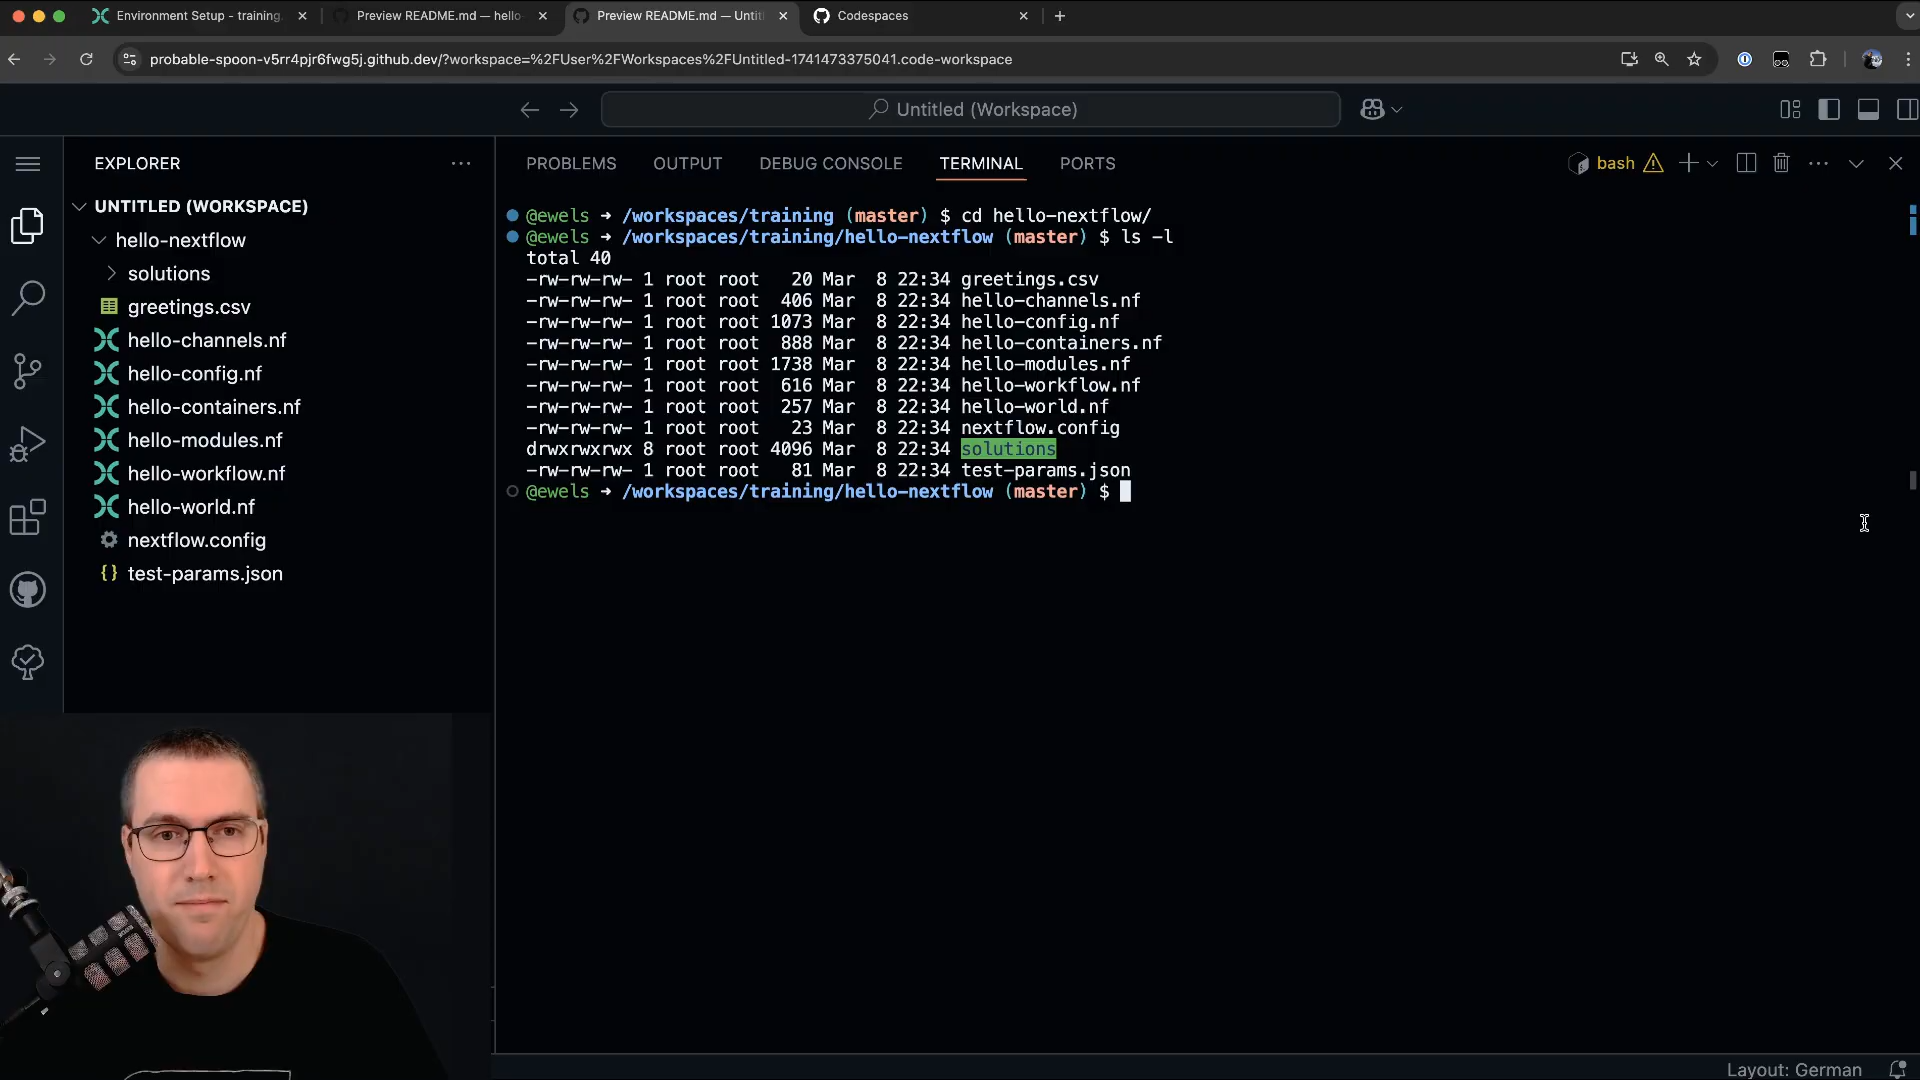 Environment Setup - training.
Preview README.md — hello-
Preview README.md — Untit
Codespaces
probable-spoon-v5rr4pjr6fwg5j.github.dev/?workspace=%2FUser%2FWorkspaces%2FUntitled-1741473375041.code-workspace
Untitled (Workspace)
EXPLORER
UNTITLED (WORKSPACE)
hello-nextflow
solutions
greetings.csv
hello-channels.nf
hello-config.nf
hello-containers.nf
hello-modules.nf
hello-workflow.nf
hello-world.nf
nextflow.config
test-params.json
PROBLEMS OUTPUT DEBUG CONSOLE TERMINAL PORTS
bash
@ewels → /workspaces/training (master) $ cd hello-nextflow/
@ewels → /workspaces/training/hello-nextflow (master) $ ls -l
total 40
-rw-rw-rw- 1 root root 20 Mar 8 22:34 greetings.csv
-rw-rw-rw- 1 root root 406 Mar 8 22:34 hello-channels.nf
-rw-rw-rw- 1 root root 1073 Mar 8 22:34 hello-config.nf
-rw-rw-rw- 1 root root 888 Mar 8 22:34 hello-containers.nf
-rw-rw-rw- 1 root root 1738 Mar 8 22:34 hello-modules.nf
-rw-rw-rw- 1 root root 616 Mar 8 22:34 hello-workflow.nf
-rw-rw-rw- 1 root root 257 Mar 8 22:34 hello-world.nf
-rw-rw-rw- 1 root root 23 Mar 8 22:34 nextflow.config
drwxrwxrwx 8 root root 4096 Mar 8 22:34 solutions
-rw-rw-rw- 1 root root 81 Mar 8 22:34 test-params.json
@ewels → /workspaces/training/hello-nextflow (master) $
Layout: German